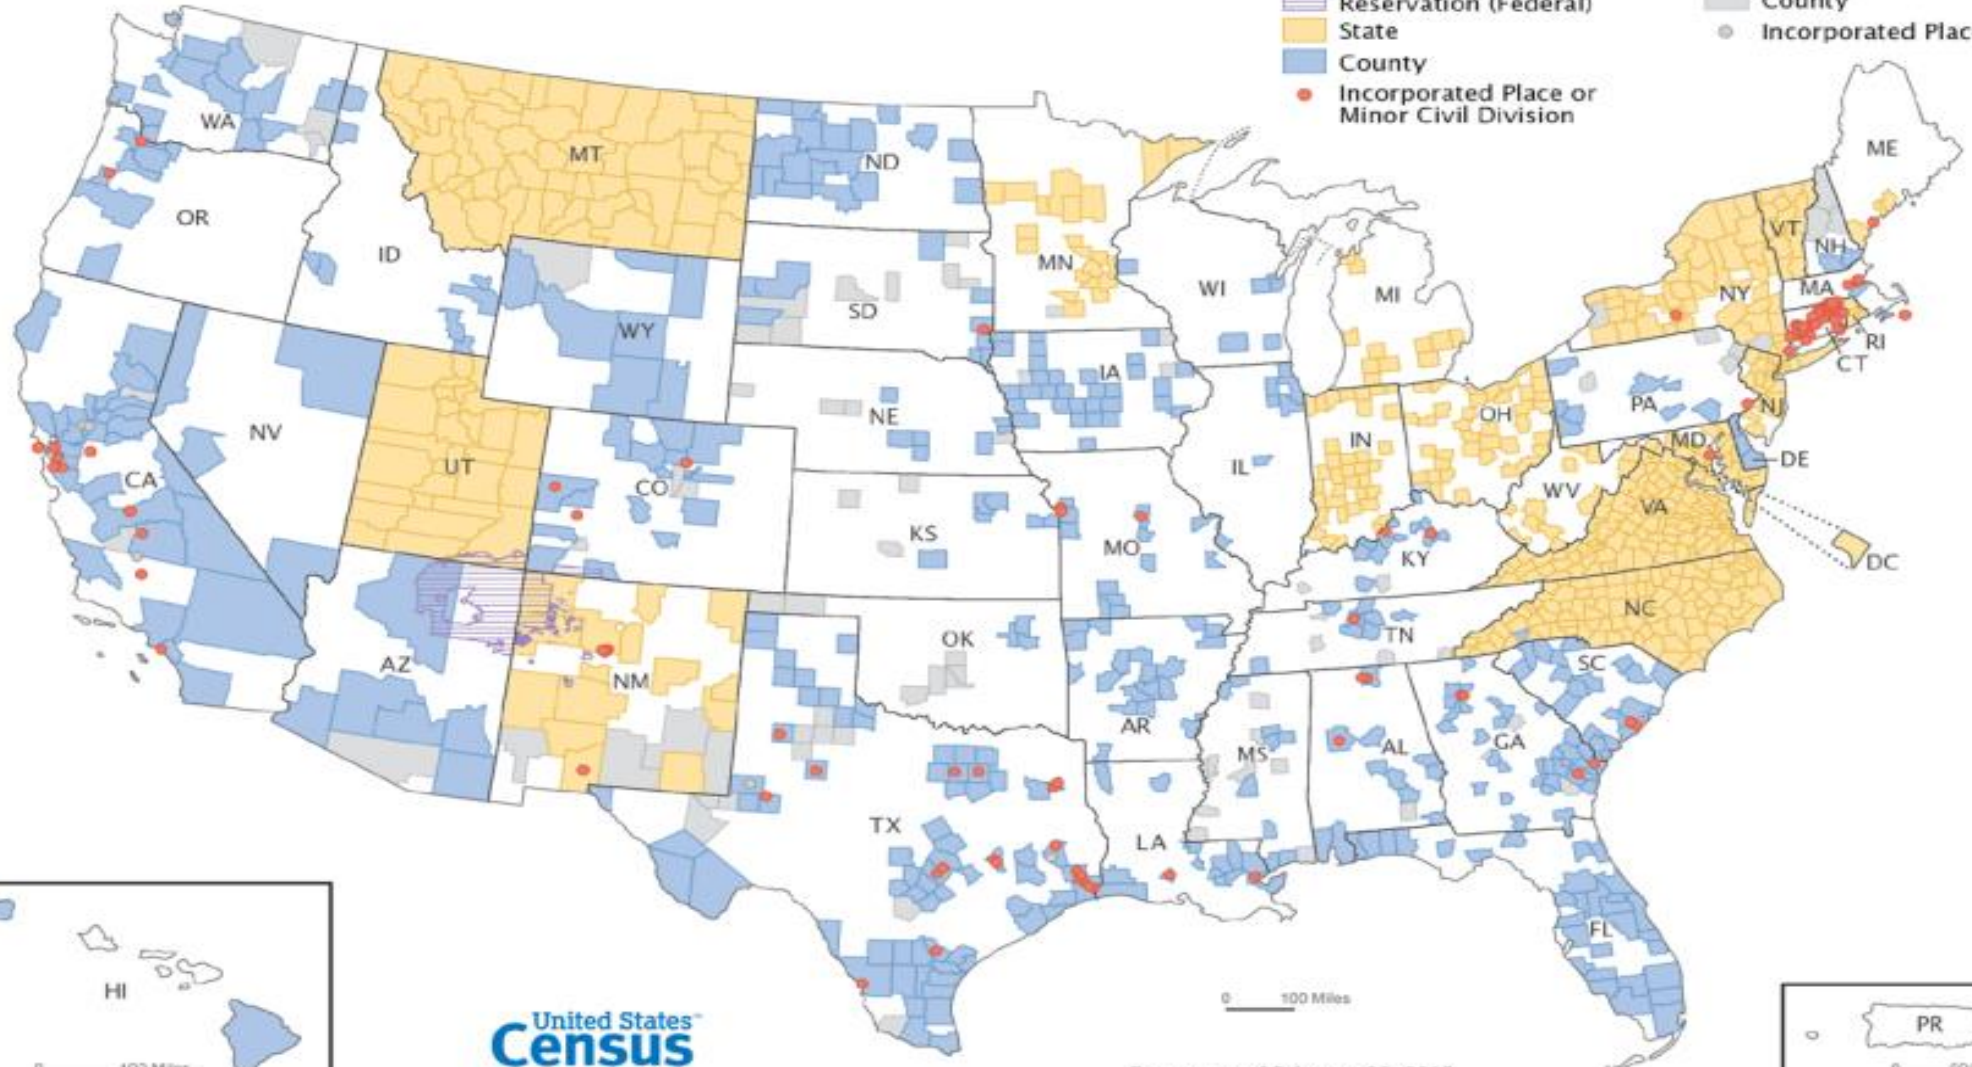 Reservation (Federal)
State
County
Incorporated Place or
Minor Civil Division
County
Incorporated Plac
WA
MT
ND
ME
OR
ID
MN
VT
NH
WI
MI
NY
MA
SD
WY
RI
CT
IA
NE
PA
NJ
OH
IN
NV
MD
DE
IL
UT
CA
CO
WV
VA
KS
MO
KY
DC
NC
OK
TN
AZ
NM
SC
AR
MS
AL
GA
TX
LA
FL
HI
0 100 Miles
United States™
Census
PR
0